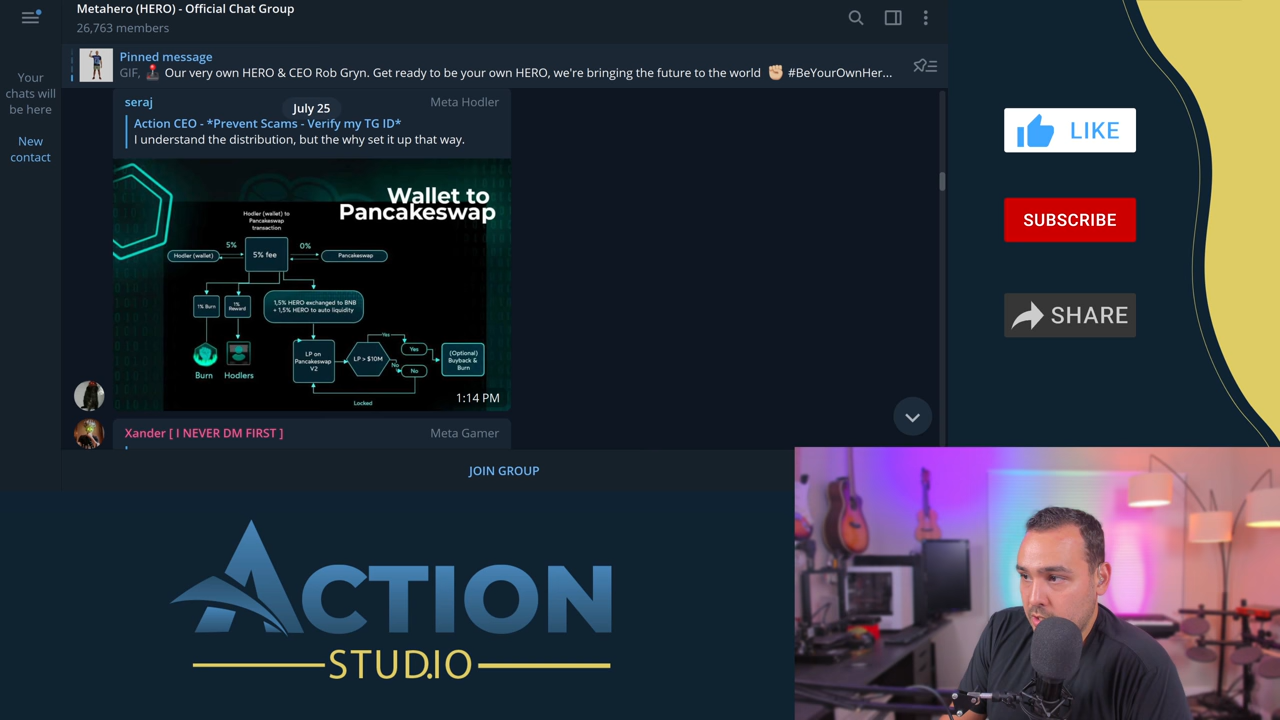 Metahero (HERO) - Official Chat Group
26,763 members
Your
chats will
be here
New
contact
Pinned message
GIF, 🕹 Our very own HERO & CEO Rob Gryn. Get ready to be your own HERO, we're bringing the future to the world ✊🏼 #BeYourOwnHer...
July 25
seraj
Meta Hodler
Action CEO - *Prevent Scams - Verify my TG ID*
I understand the distribution, but the why set it up that way.
Wallet to
Pancakeswap
Hodler (wallet) to
Pancakeswap
transaction
Hodler (wallet)
5%
5% fee
0%
Pancakeswap
1% Burn
1%
Reward
1,5% HERO exchanged to BNB
+ 1,5% HERO to auto liquidity
Burn
Hodlers
LP on
Pancakeswap
V2
LP > $10M
Yes
Yes
No
No
(Optional)
Buyback &
Burn
Locked
1:14 PM
Xander [ I NEVER DM FIRST ]
Meta Gamer
JOIN GROUP
LIKE
SUBSCRIBE
SHARE
ACTION
STUD.IO